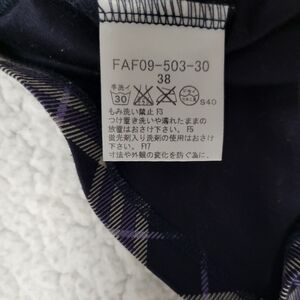 FAF09-503-30
38
手洗イ
30
S40
もみ洗い禁止 F3
つけ置き洗いや濡れたままの
放置はおさけ下さい。 F5
蛍光剤入り洗剤の使用はおさけ
下さい。 F17
寸法や外観の変化を防ぐ為に、